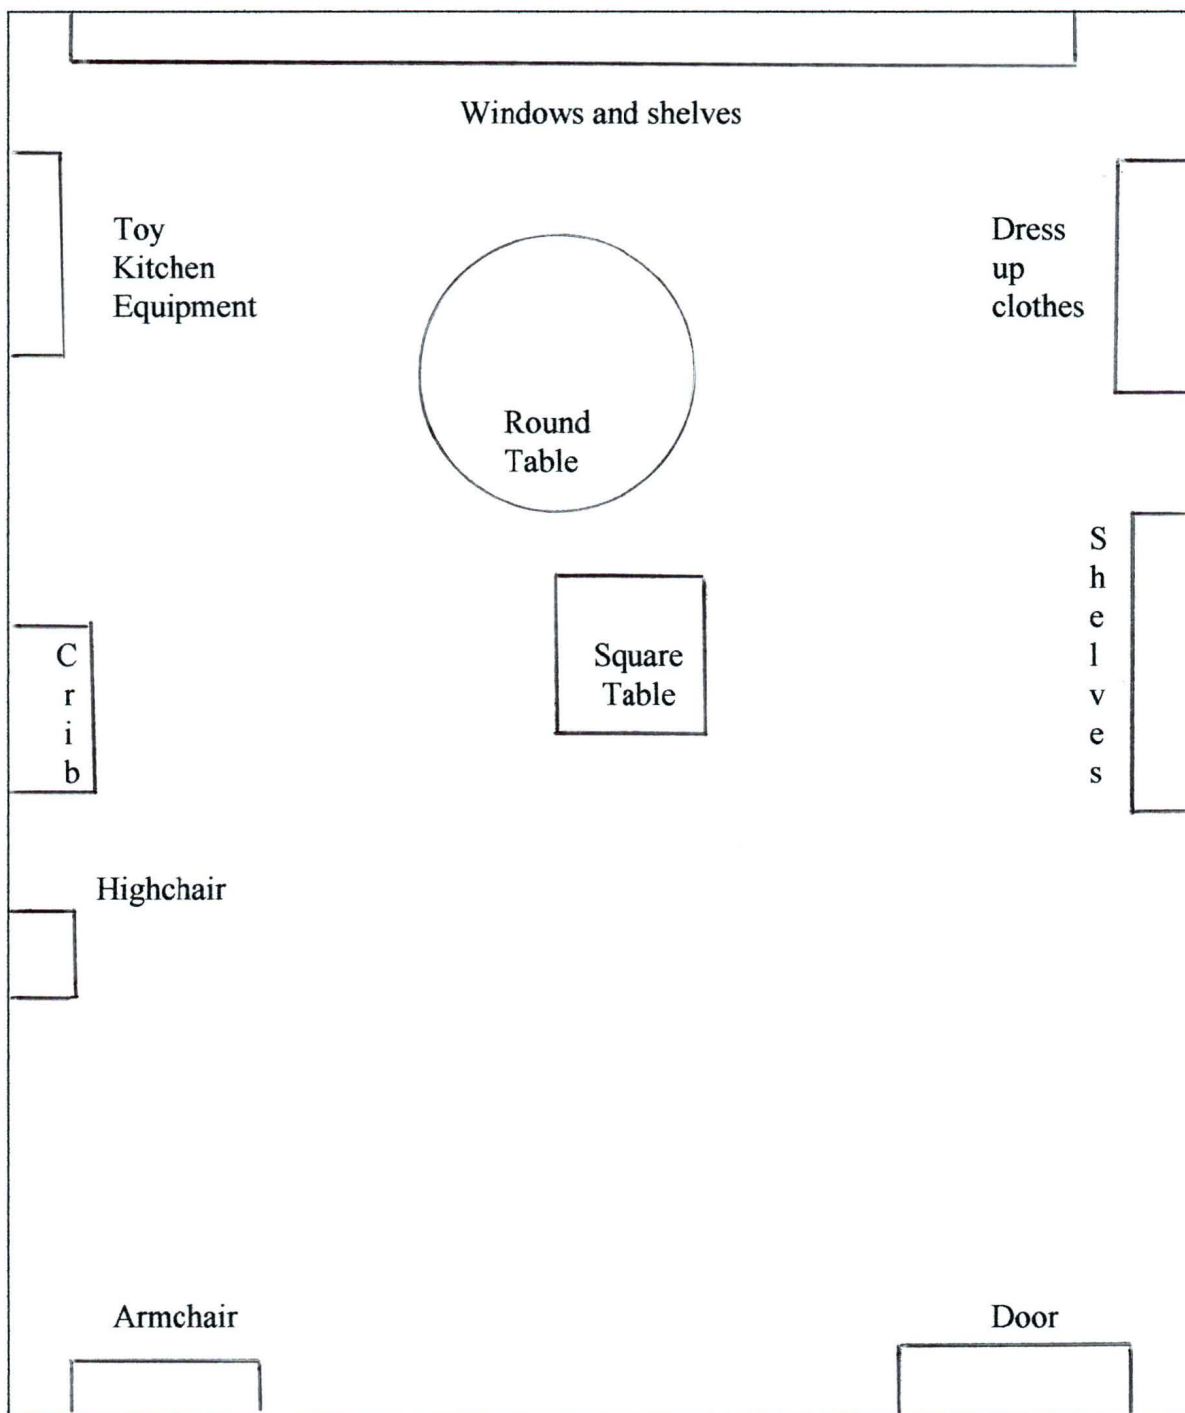 Windows and shelves
Toy
Kitchen
Equipment
Dress
up
clothes
Round
Table
S
h
e
l
v
e
s
Square
Table
C
r
i
b
Highchair
Armchair
Door